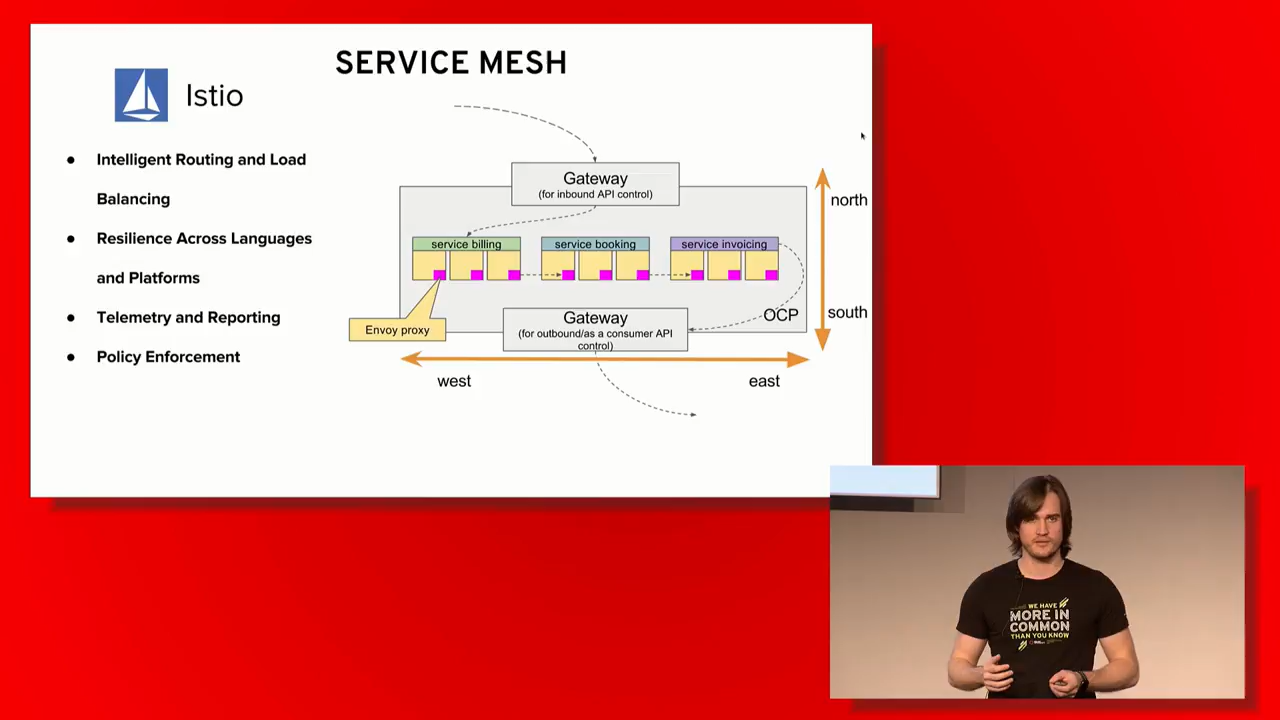 SERVICE MESH
Istio
● Intelligent Routing and Load
Balancing
● Resilience Across Languages
and Platforms
● Telemetry and Reporting
● Policy Enforcement
Gateway
(for inbound API control)
north
service billing
service booking
service invoicing
Envoy proxy
Gateway
(for outbound/as a consumer API
control)
OCP
south
west
east
WE HAVE
MORE IN
COMMON
THAN YOU KNOW